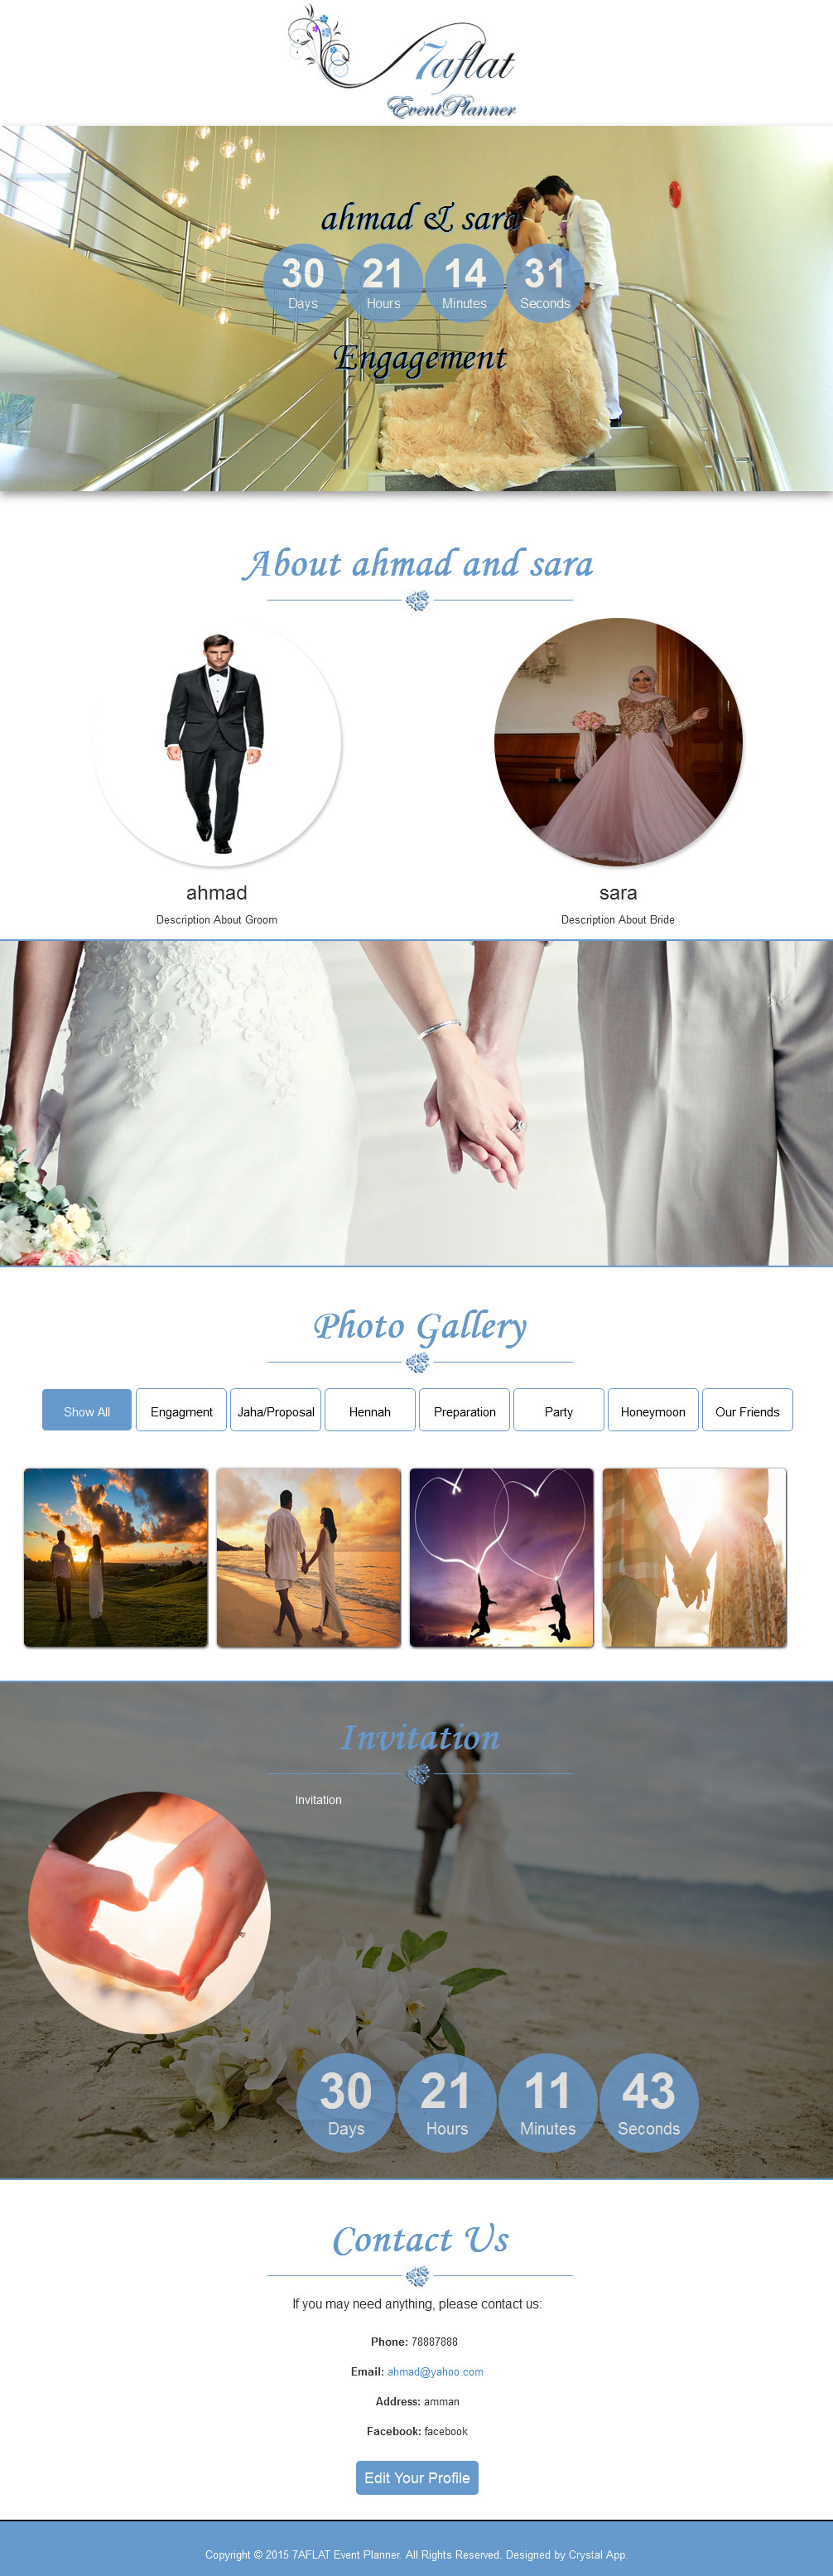 7aflat
EventPlanner
ahmad & sara
30 21 14 31
Days Hours Minutes Seconds
Engagement
About ahmad and sara
ahmad sara
Description About Groom Description About Bride
Photo Gallery
Show All Engagment Jaha/Proposal Hennah Preparation Party Honeymoon Our Friends
Invitation
Invitation
30 21 11 43
Days Hours Minutes Seconds
Contact Us
If you may need anything, please contact us:
Phone: 78887888
Email: ahmad@yahoo.com
Address: amman
Facebook: facebook
Edit Your Profile
Copyright © 2015 7AFLAT Event Planner. All Rights Reserved. Designed by Crystal App.